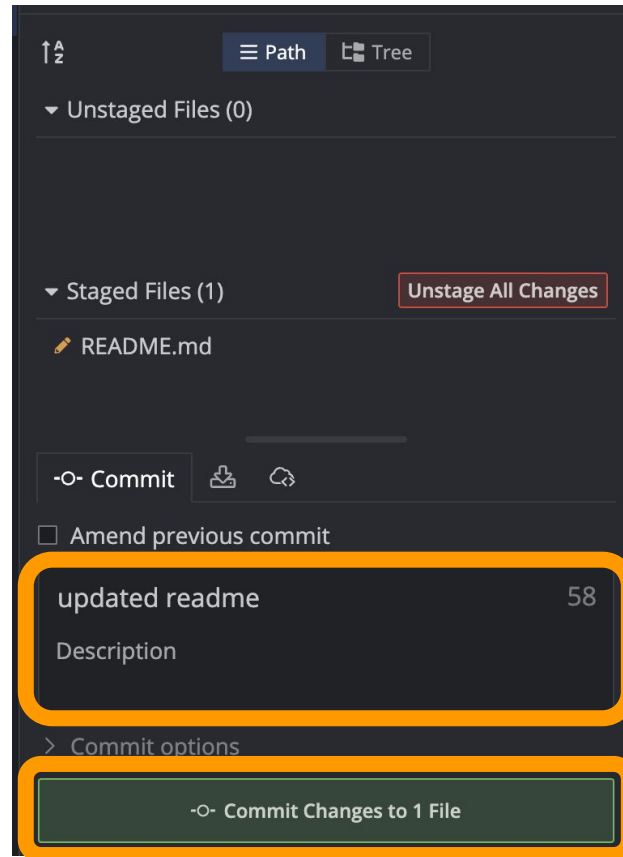 Path Tree
Unstaged Files (0)
Staged Files (1) Unstage All Changes
README.md
Commit
Amend previous commit
updated readme 58
Description
Commit options
Commit Changes to 1 File